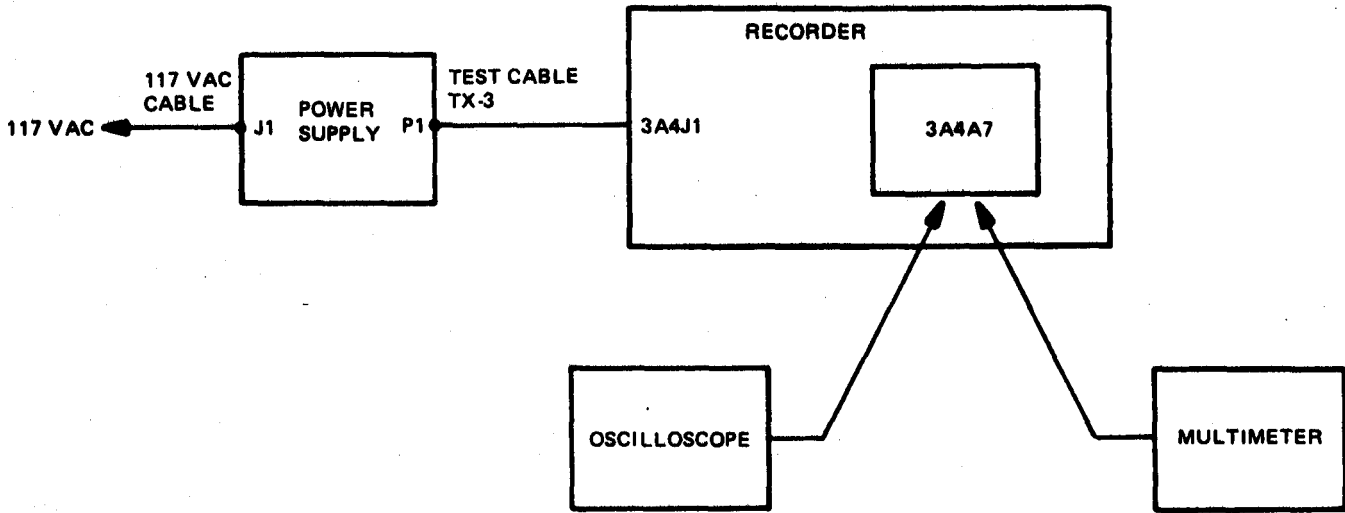 RECORDER
117 VAC
CABLE
TEST CABLE
TX-3
117 VAC
J1
POWER
SUPPLY
P1
3A4J1
3A4A7
OSCILLOSCOPE
MULTIMETER